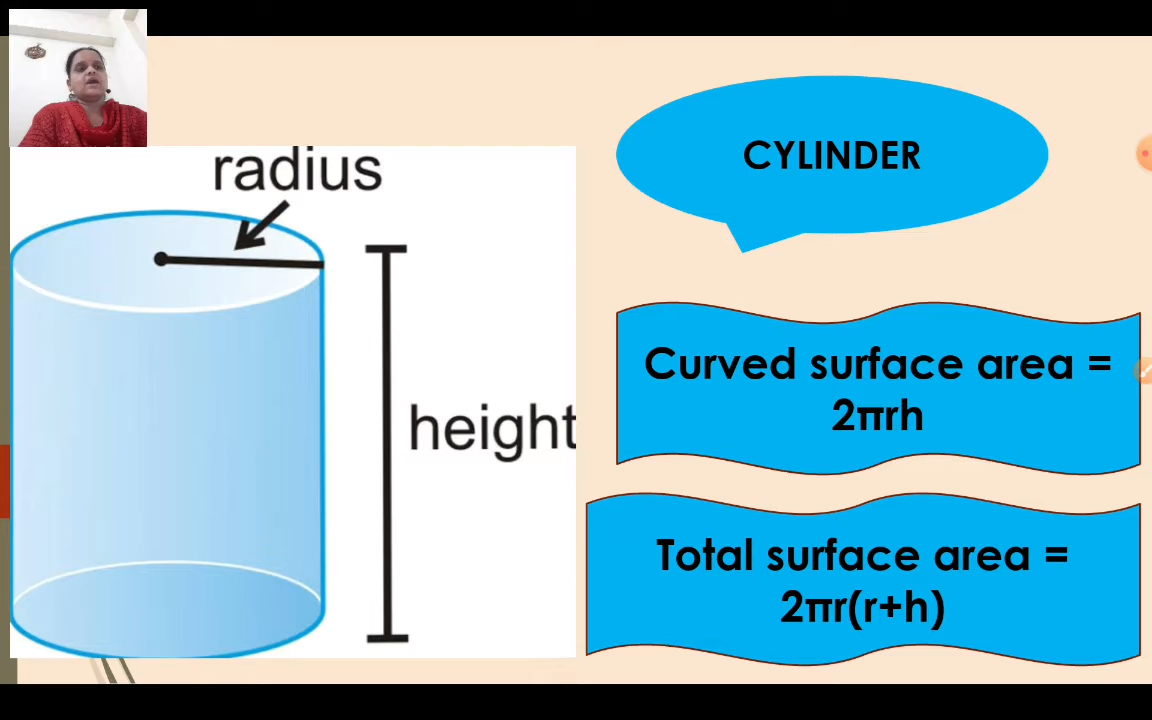 radius
height
CYLINDER
Curved surface area =
2πrh
Total surface area =
2πr(r+h)